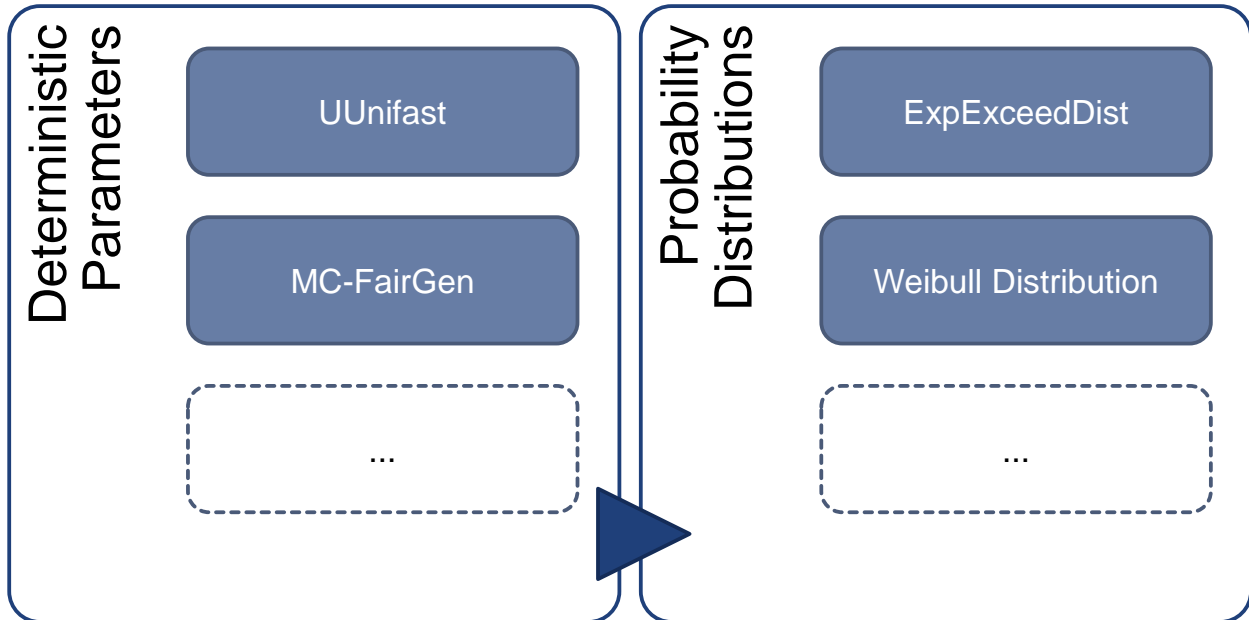 Deterministic
Parameters
UUnifast
MC-FairGen
...
Probability
Distributions
ExpExceedDist
Weibull Distribution
...